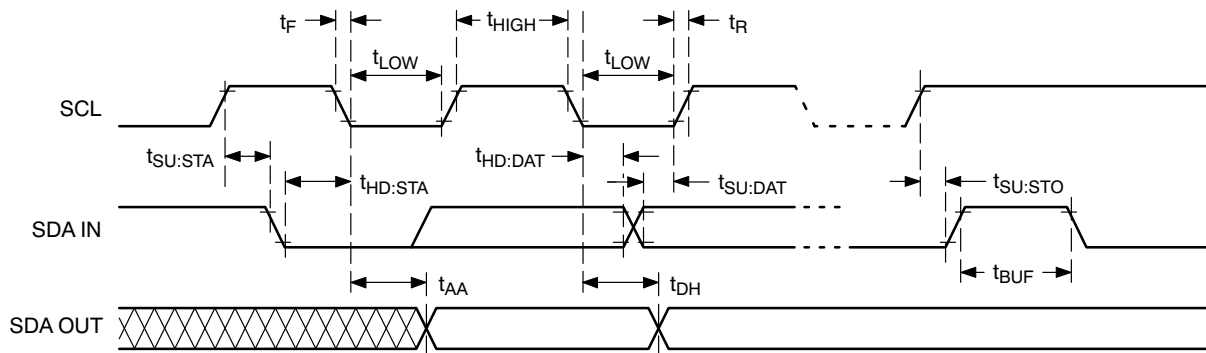 tF
tHIGH
tR
tLOW
tLOW
SCL
tSU:STA
tHD:STA
tHD:DAT
tSU:DAT
tSU:STO
SDA IN
tBUF
tAA
tDH
SDA OUT